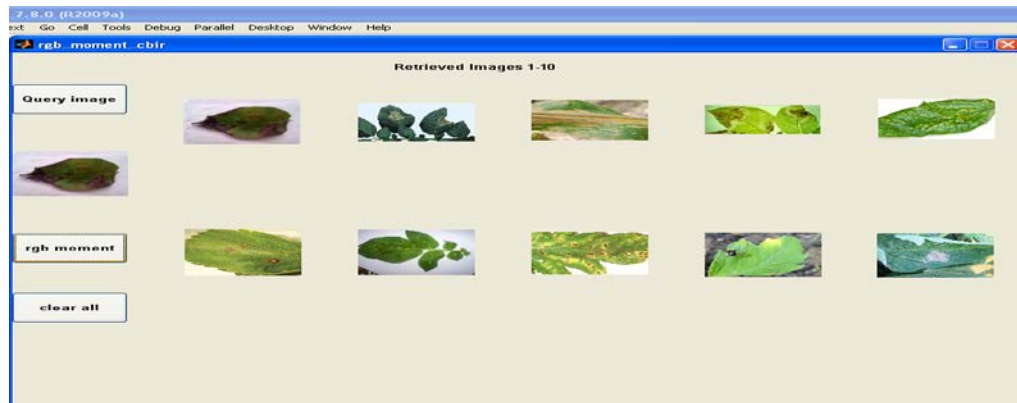 7.8.0 (R2009a)
ext Go Cell Tools Debug Parallel Desktop Window Help
rgb_moment_cbir
Retrieved Images 1-10
Query image
rgb moment
clear all